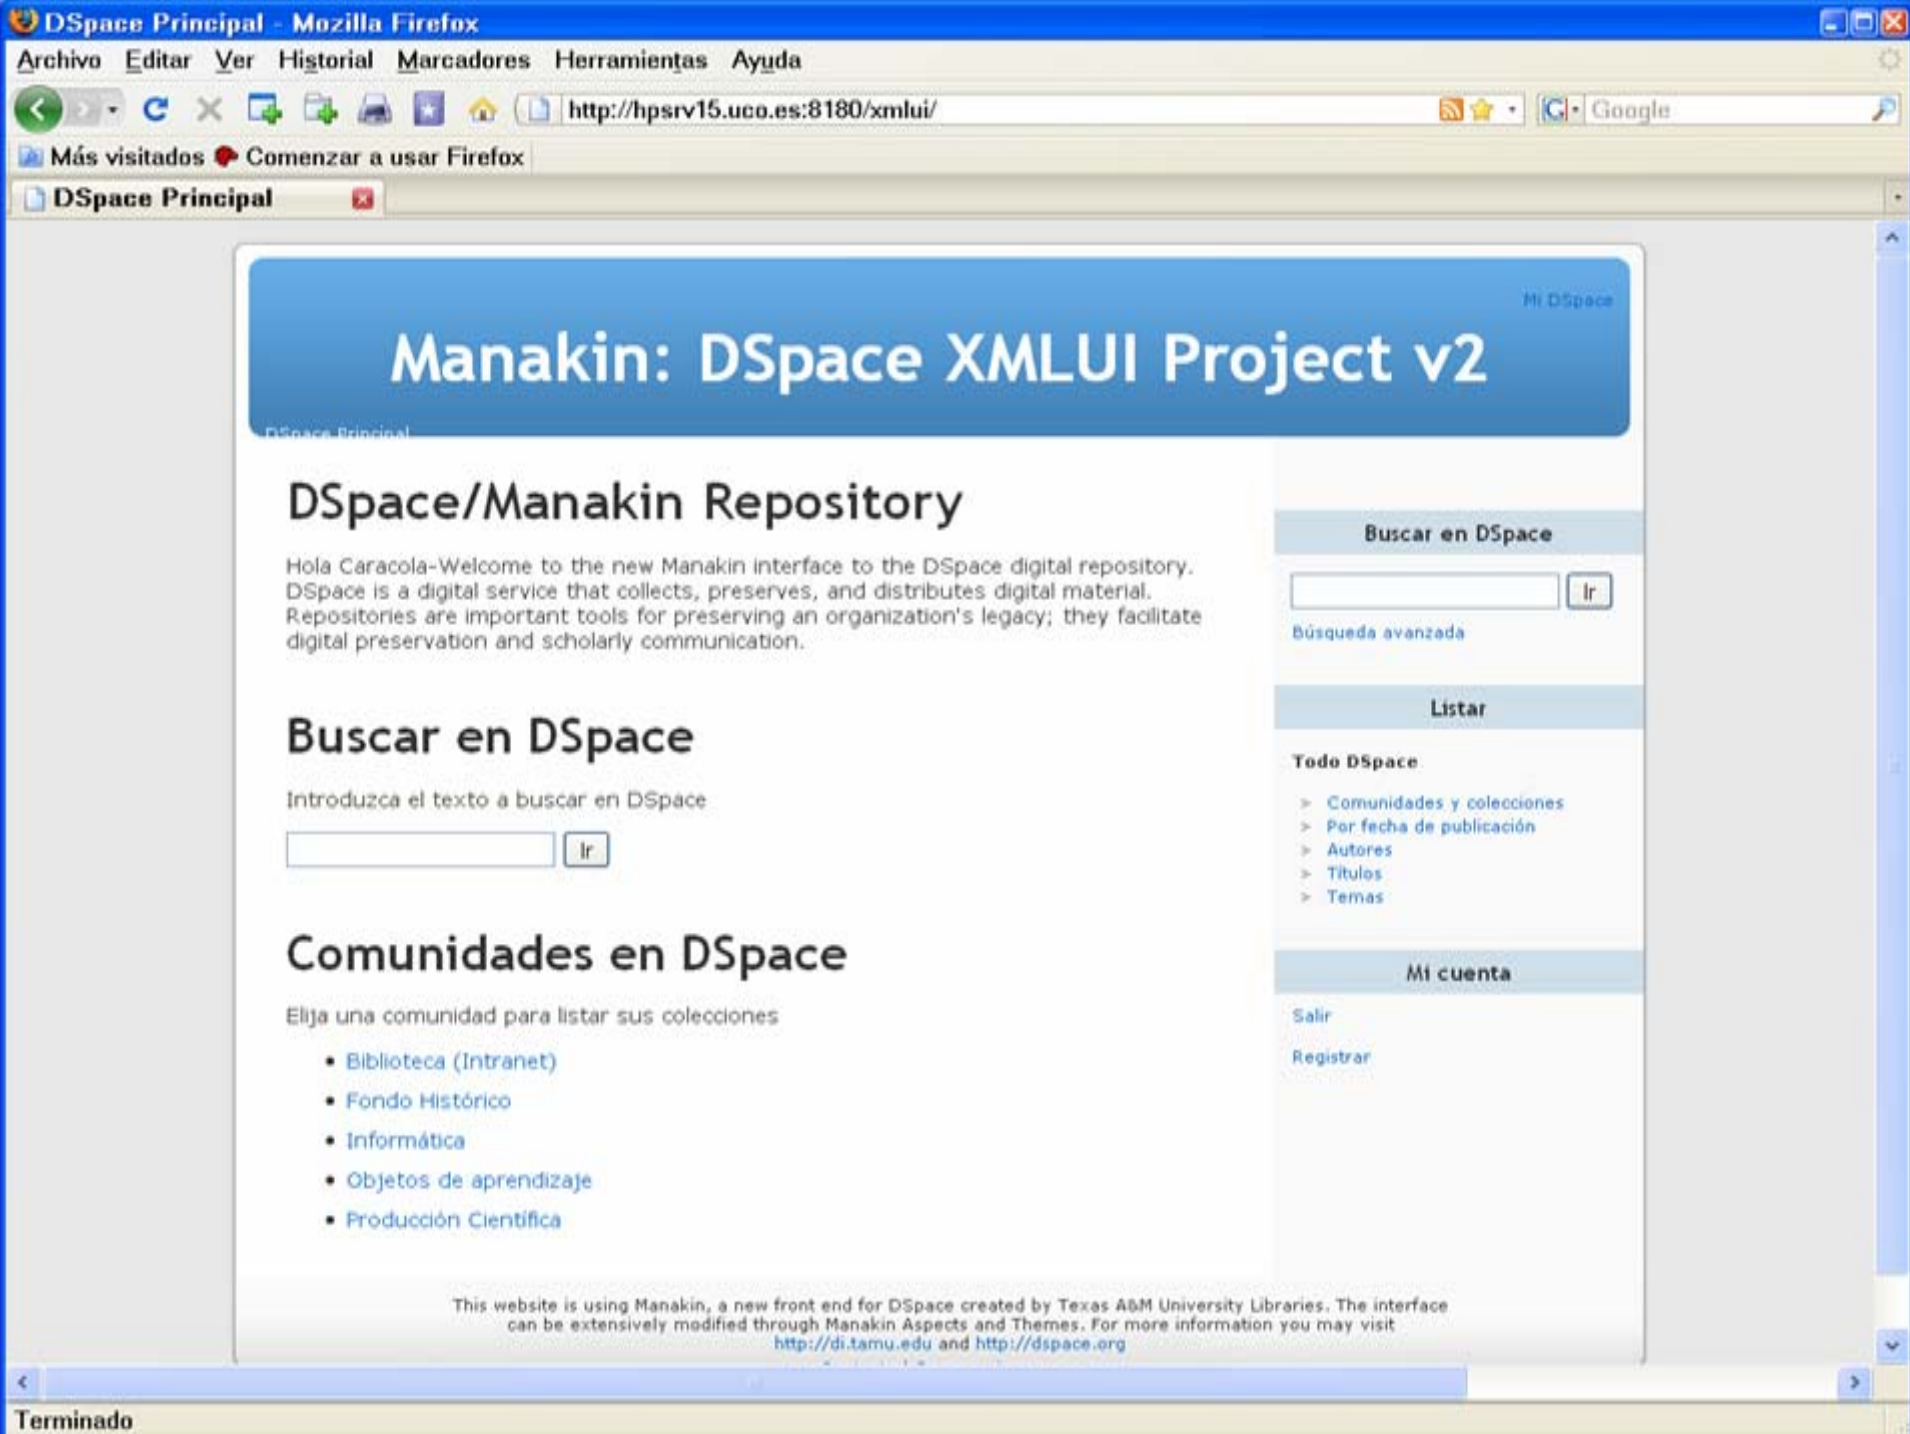 DSpace Principal - Mozilla Firefox
Archivo Editar Ver Historial Marcadores Herramientas Ayuda
http://hpsrv15.uco.es:8180/xmlui/
Google
Más visitados Comenzar a usar Firefox
DSpace Principal
Mi DSpace
Manakin: DSpace XMLUI Project v2
DSpace Principal
DSpace/Manakin Repository
Hola Caracola-Welcome to the new Manakin interface to the DSpace digital repository.
DSpace is a digital service that collects, preserves, and distributes digital material.
Repositories are important tools for preserving an organization's legacy; they facilitate
digital preservation and scholarly communication.
Buscar en DSpace
Introduzca el texto a buscar en DSpace
Ir
Comunidades en DSpace
Elija una comunidad para listar sus colecciones
• Biblioteca (Intranet)
• Fondo Histórico
• Informática
• Objetos de aprendizaje
• Producción Científica
Buscar en DSpace
Ir
Búsqueda avanzada
Listar
Todo DSpace
Comunidades y colecciones
Por fecha de publicación
Autores
Títulos
Temas
Mi cuenta
Salir
Registrar
This website is using Manakin, a new front end for DSpace created by Texas A&M University Libraries. The interface
can be extensively modified through Manakin Aspects and Themes. For more information you may visit
http://di.tamu.edu and http://dspace.org
Terminado